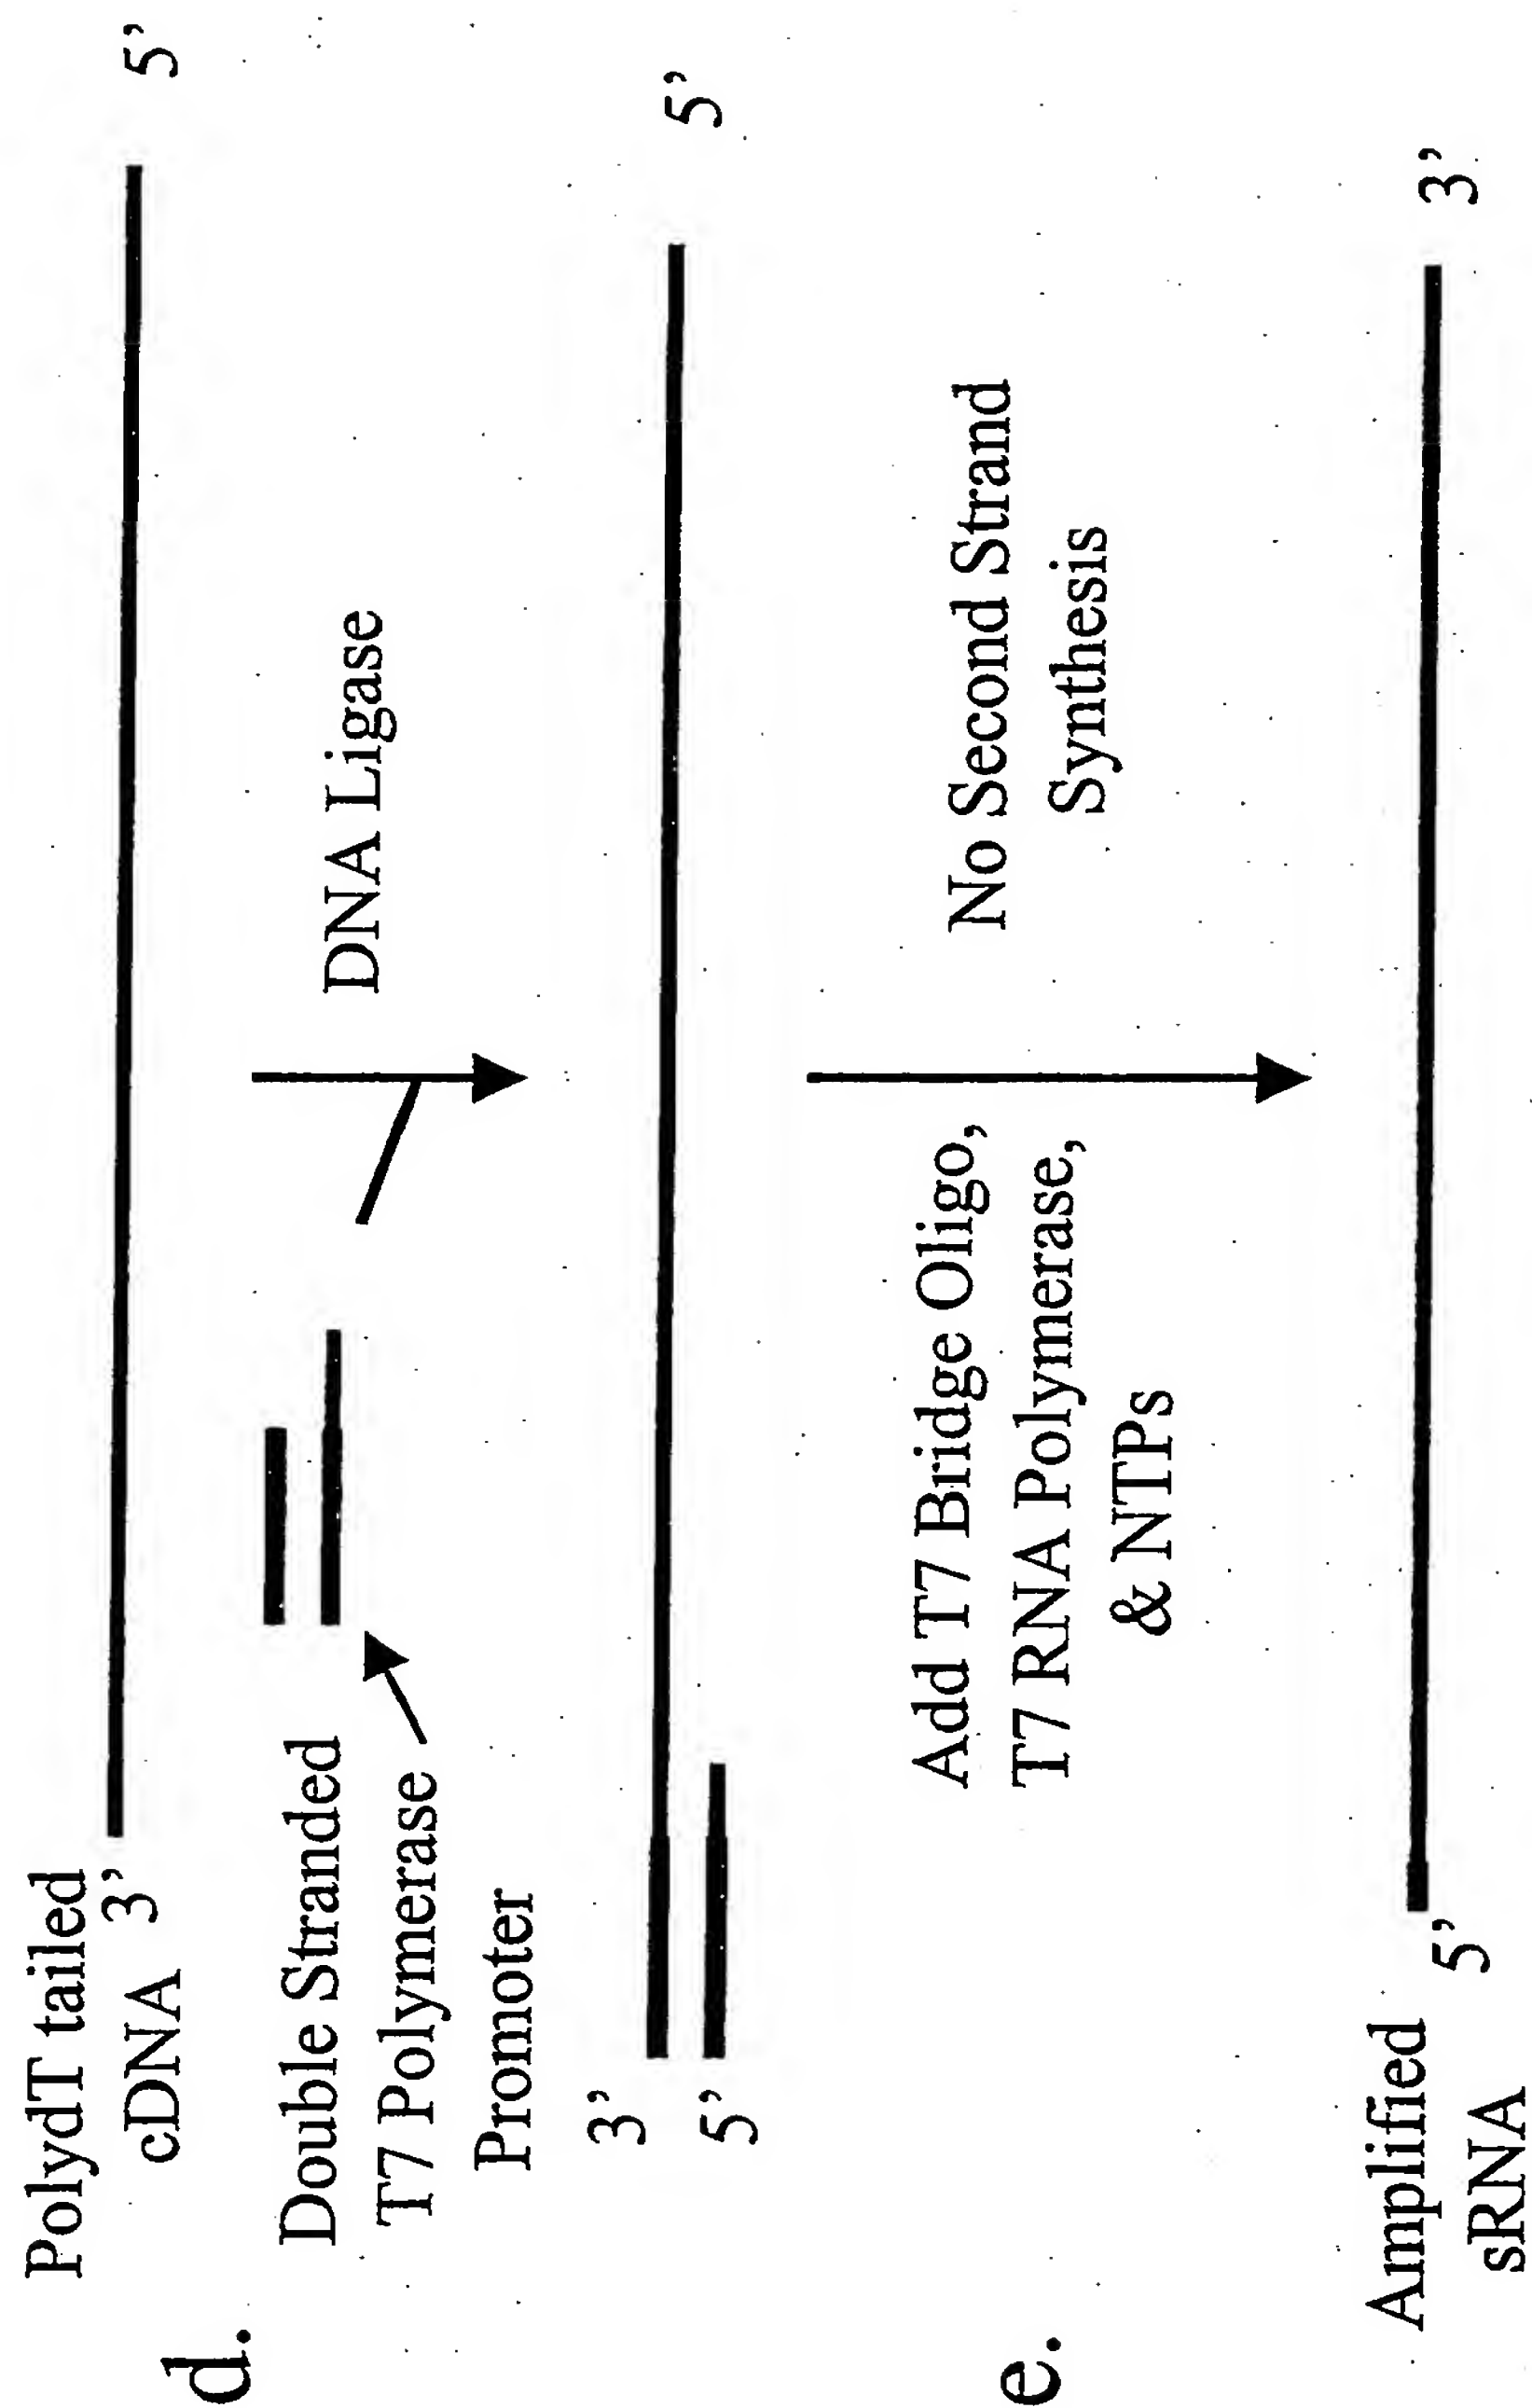 PolydT tailed
cDNA 3’ 5’
d.
Double Stranded
T7 Polymerase
Promoter
DNA Ligase
3’ 5’
5’
e.
Add T7 Bridge Oligo,
T7 RNA Polymerase,
& NTPs
No Second Strand
Synthesis
Amplified
sRNA
5’ 3’